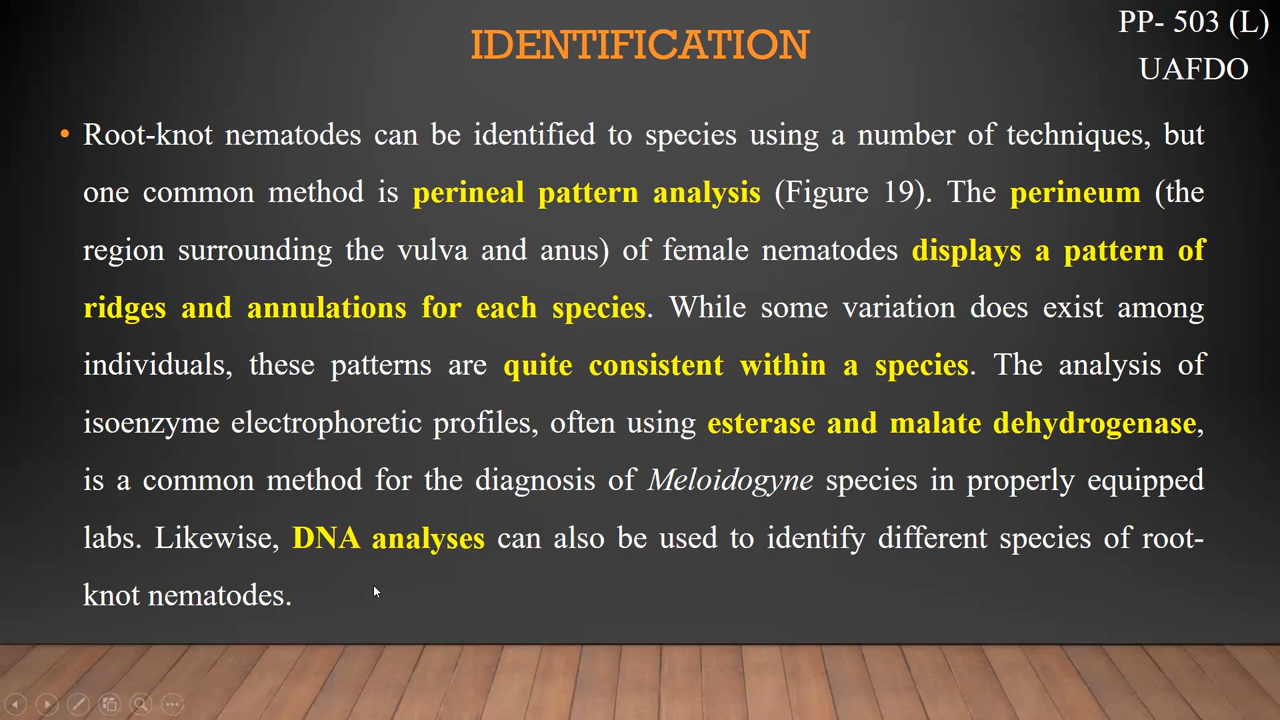 IDENTIFICATION
PP- 503 (L)
UAFDO
• Root-knot nematodes can be identified to species using a number of techniques, but
one common method is perineal pattern analysis (Figure 19). The perineum (the
region surrounding the vulva and anus) of female nematodes displays a pattern of
ridges and annulations for each species. While some variation does exist among
individuals, these patterns are quite consistent within a species. The analysis of
isoenzyme electrophoretic profiles, often using esterase and malate dehydrogenase,
is a common method for the diagnosis of Meloidogyne species in properly equipped
labs. Likewise, DNA analyses can also be used to identify different species of root-
knot nematodes.